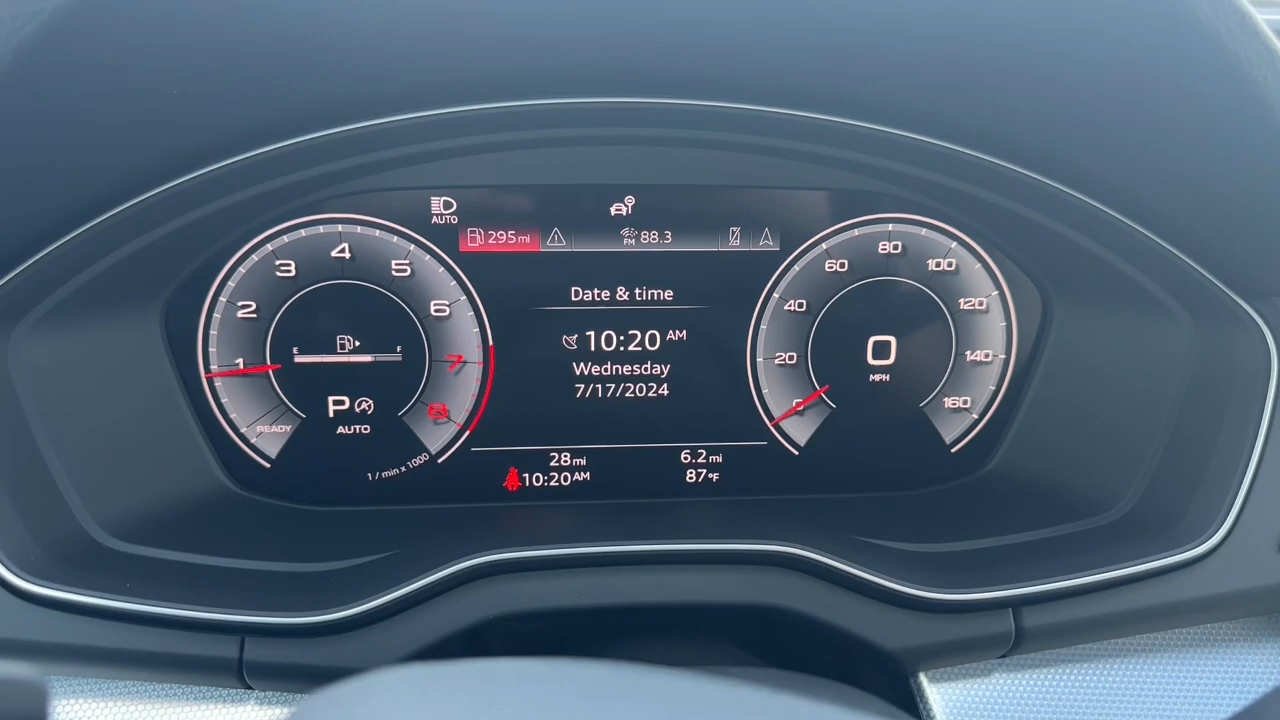 AUTO
295 mi
FM 88.3
1
2
3
4
5
6
7
8
READY
E F
P
AUTO
1 / min x 1000
Date & time
10:20 AM
Wednesday
7/17/2024
28 mi
10:20 AM
6.2 mi
87 °F
0
20
40
60
80
100
120
140
160
0
MPH